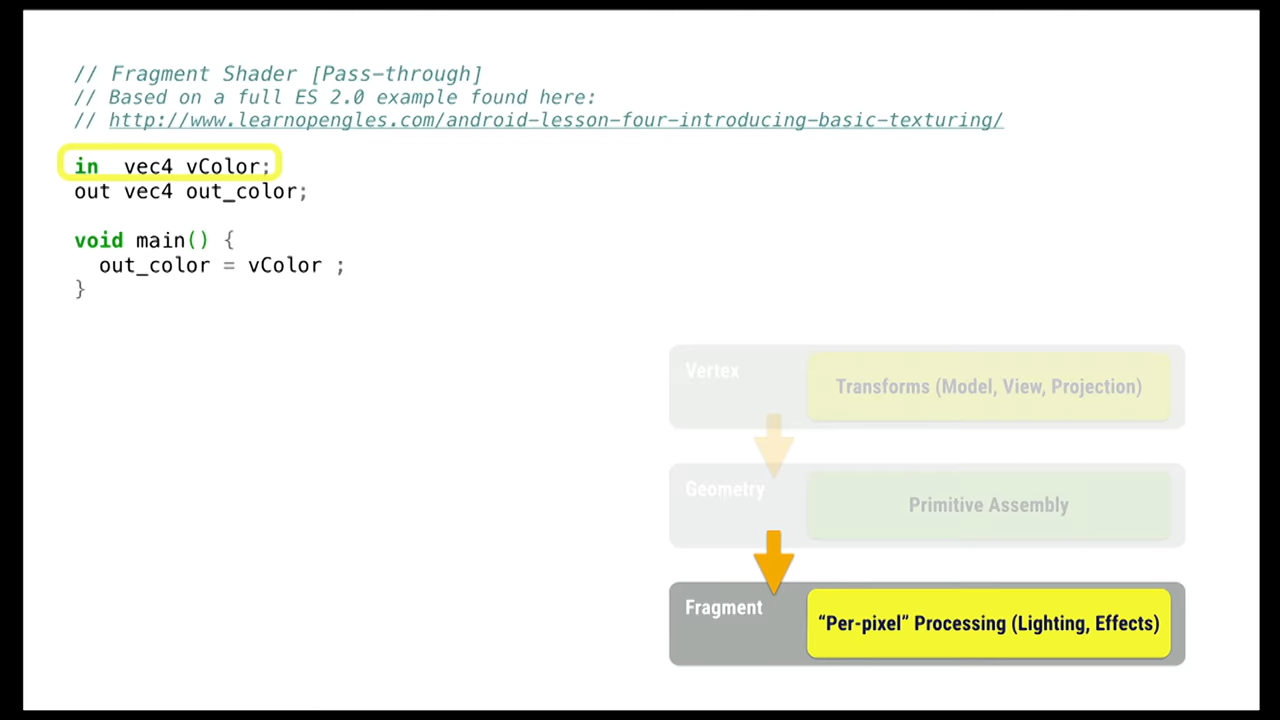 // Fragment Shader [Pass-through]
// Based on a full ES 2.0 example found here:
// http://www.learnopengles.com/android-lesson-four-introducing-basic-texturing/
in  vec4 vColor;
out vec4 out_color;
void main() {
  out_color = vColor ;
}
Vertex
Transforms (Model, View, Projection)
Geometry
Primitive Assembly
Fragment
“Per-pixel” Processing (Lighting, Effects)